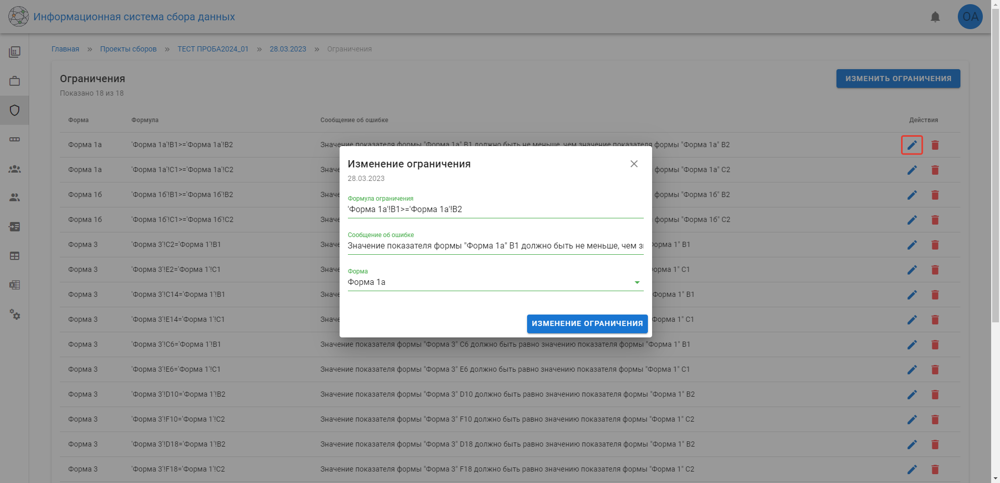 Информационная система сбора данных
OA
Главная » Проекты сборов » ТЕСТ ПРОБА2024_01 » 28.03.2023 » Ограничения
Ограничения
ИЗМЕНИТЬ ОГРАНИЧЕНИЯ
Показано 18 из 18
Форма Формула Сообщение об ошибке Действия
Форма 1а 'Форма 1а'!B1>='Форма 1а'!B2 Значение показателя формы "Форма 1а" B1 должно быть не меньше, чем значение показателя формы "Форма 1а" B2
Форма 1а 'Форма 1а'!C1>='Форма 1а'!C2 Значе формы "Форма 1а" C2
Форма 1б 'Форма 1б'!B1>='Форма 1б'!B2 Значе формы "Форма 1б" B2
Форма 1б 'Форма 1б'!C1>='Форма 1б'!C2 Значе формы "Форма 1б" C2
Форма 3 'Форма 3'!C2='Форма 1'!B1 Значе орма 1" B1
Форма 3 'Форма 3'!E2='Форма 1'!C1 Значе орма 1" C1
Форма 3 'Форма 3'!C14='Форма 1'!B1 Значе Форма 1" B1
Форма 3 'Форма 3'!E14='Форма 1'!C1 Значе Форма 1" C1
Форма 3 'Форма 3'!C6='Форма 1'!B1 Значение показателя формы "Форма 3" C6 должно быть равно значению показателя формы "Форма 1" B1
Форма 3 'Форма 3'!E6='Форма 1'!C1 Значение показателя формы "Форма 3" E6 должно быть равно значению показателя формы "Форма 1" C1
Форма 3 'Форма 3'!D10='Форма 1'!B2 Значение показателя формы "Форма 3" D10 должно быть равно значению показателя формы "Форма 1" B2
Форма 3 'Форма 3'!F10='Форма 1'!C2 Значение показателя формы "Форма 3" F10 должно быть равно значению показателя формы "Форма 1" C2
Форма 3 'Форма 3'!D18='Форма 1'!B2 Значение показателя формы "Форма 3" D18 должно быть равно значению показателя формы "Форма 1" B2
Форма 3 'Форма 3'!F18='Форма 1'!C2 Значение показателя формы "Форма 3" F18 должно быть равно значению показателя формы "Форма 1" C2
Изменение ограничения
28.03.2023
Формула ограничения
'Форма 1а'!B1>='Форма 1а'!B2
Сообщение об ошибке
Значение показателя формы "Форма 1а" B1 должно быть не меньше, чем з
Форма
Форма 1а
ИЗМЕНЕНИЕ ОГРАНИЧЕНИЯ